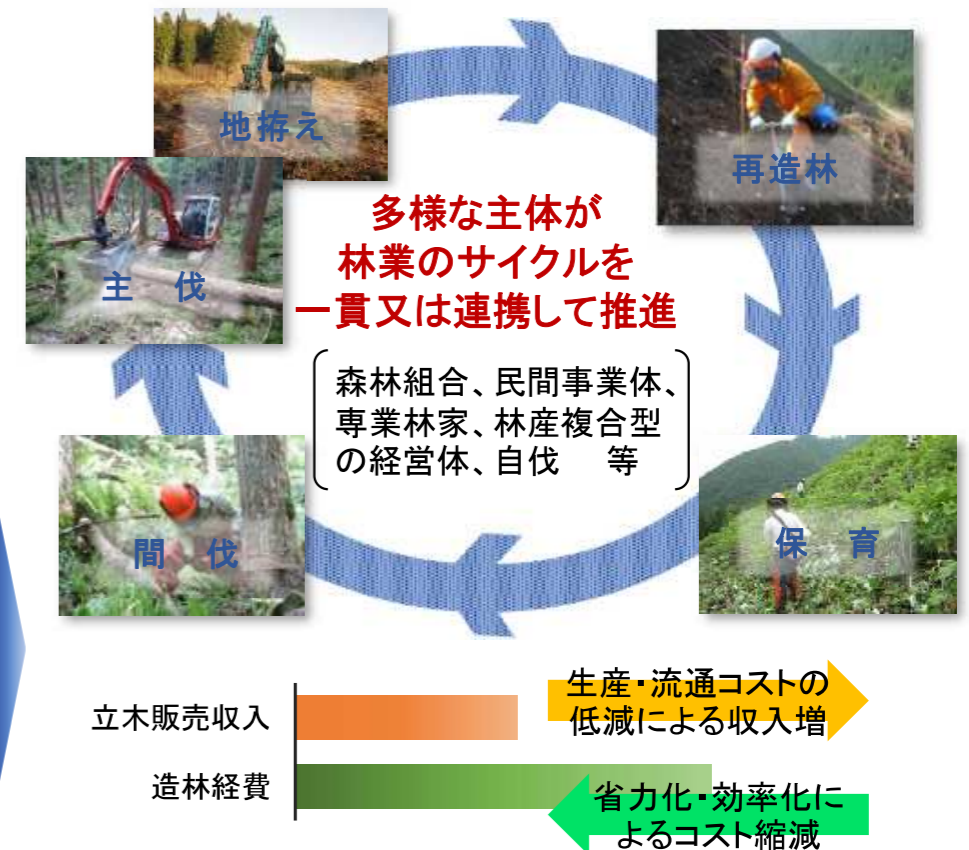 地拵え
再造林
主 伐
多様な主体が
林業のサイクルを
一貫又は連携して推進
森林組合、民間事業体、
専業林家、林産複合型
の経営体、自伐　等
間 伐
保 育
立木販売収入
生産・流通コストの
低減による収入増
造林経費
省力化・効率化に
よるコスト縮減